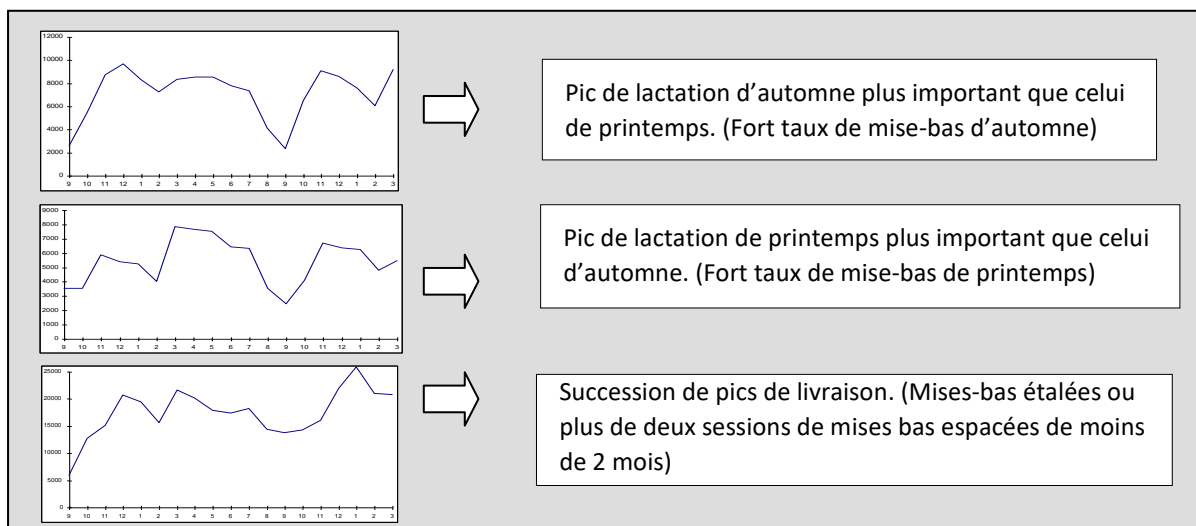 12000
10000
8000
6000
4000
2000
0
9 10 11 12 1 2 3 4 5 6 7 8 9 10 11 12 1 2 3
Pic de lactation d’automne plus important que celui
de printemps. (Fort taux de mise-bas d’automne)
9000
8000
7000
6000
5000
4000
3000
2000
1000
0
9 10 11 12 1 2 3 4 5 6 7 8 9 10 11 12 1 2 3
Pic de lactation de printemps plus important que celui
d’automne. (Fort taux de mise-bas de printemps)
25000
20000
15000
10000
5000
0
9 10 11 12 1 2 3 4 5 6 7 8 9 10 11 12 1 2 3
Succession de pics de livraison. (Mises-bas étalées ou
plus de deux sessions de mises bas espacées de moins
de 2 mois)